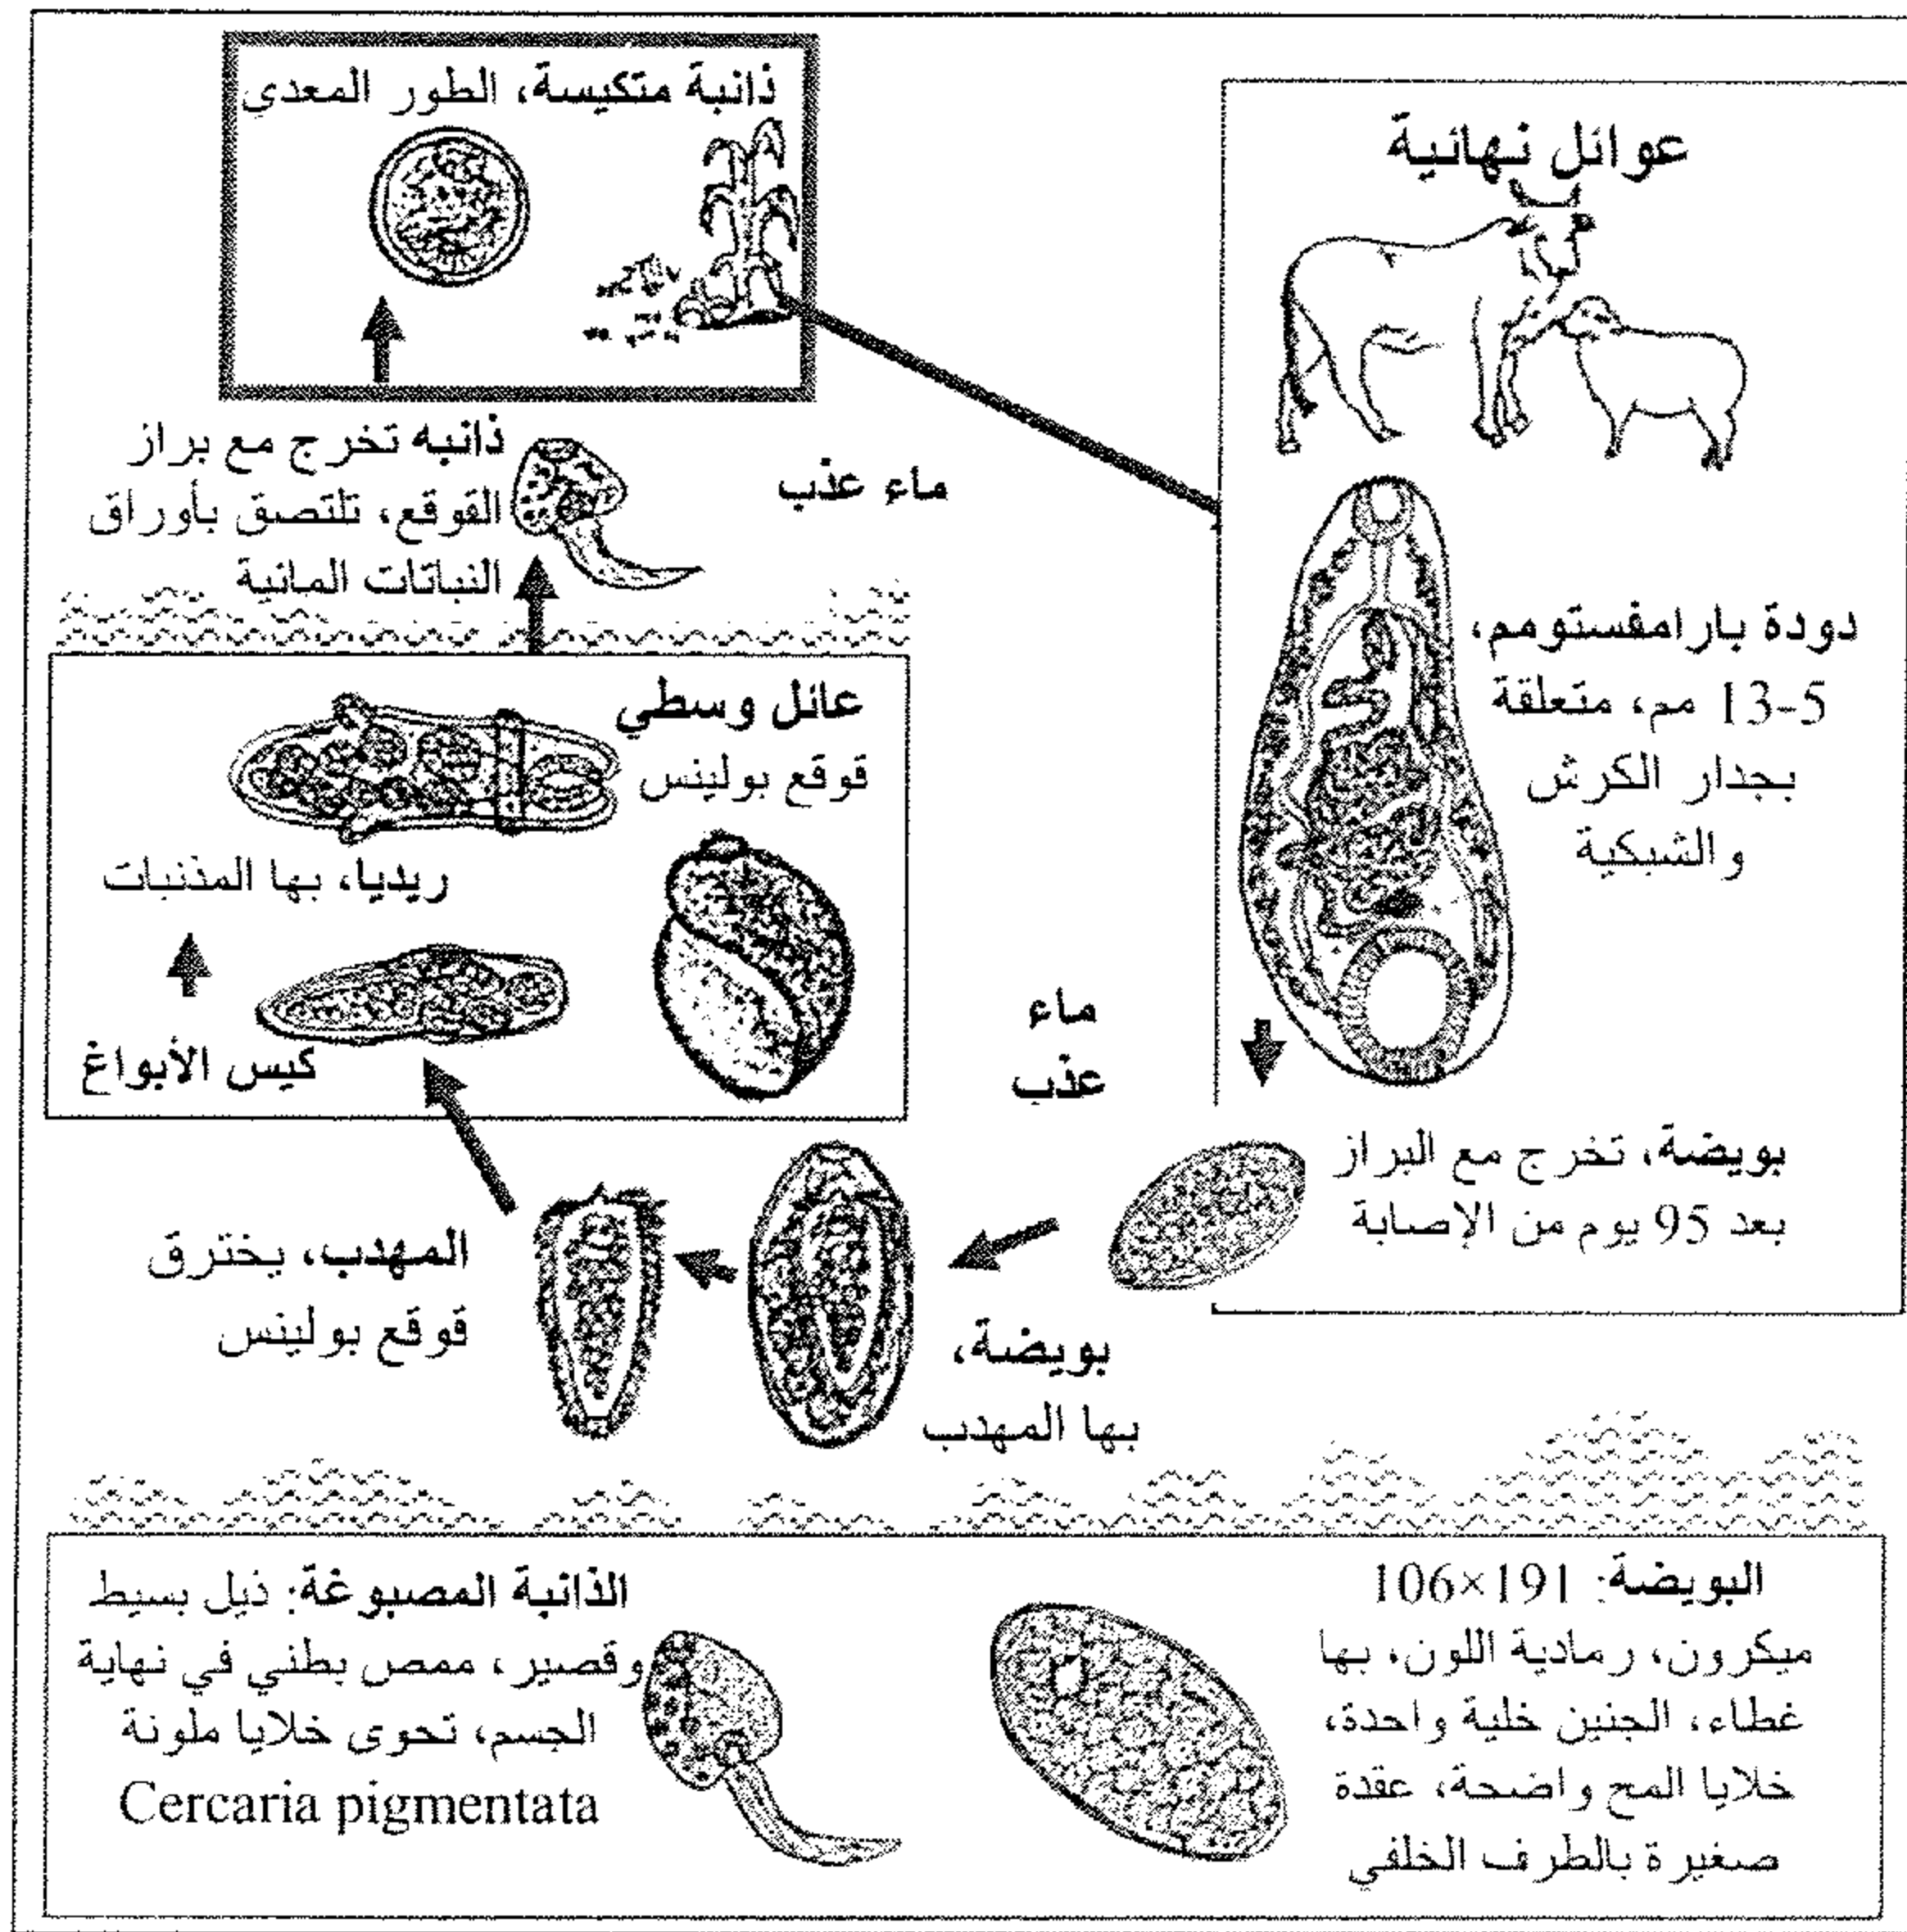 ذانبة متكيسة، الطور المعدي
عوائل نهائية
ذانبه تخرج مع براز
القوقع، تلتصق بأوراق
النباتات المائية
ماء عذب
دودة بارامفستومم،
13-5 مم، متعلقة
بجدار الكرش
والشبكية
عائل وسطي
قوقع بولينس
ريديا، بها المذنبات
كيس الأبواغ
ماء
عذب
بويضة، تخرج مع البراز
بعد 95 يوم من الإصابة
المهدب، يخترق
قوقع بولينس
بويضة،
بها المهدب
البويضة: 191×106
ميكرون، رمادية اللون، بها
غطاء، الجنين خلية واحدة،
خلايا المح واضحة، عقدة
صغيرة بالطرف الخلفي
الذانبة المصبوغة: ذيل بسيط
وقصير، ممص بطني في نهاية
الجسم، تحوى خلايا ملونة
Cercaria pigmentata